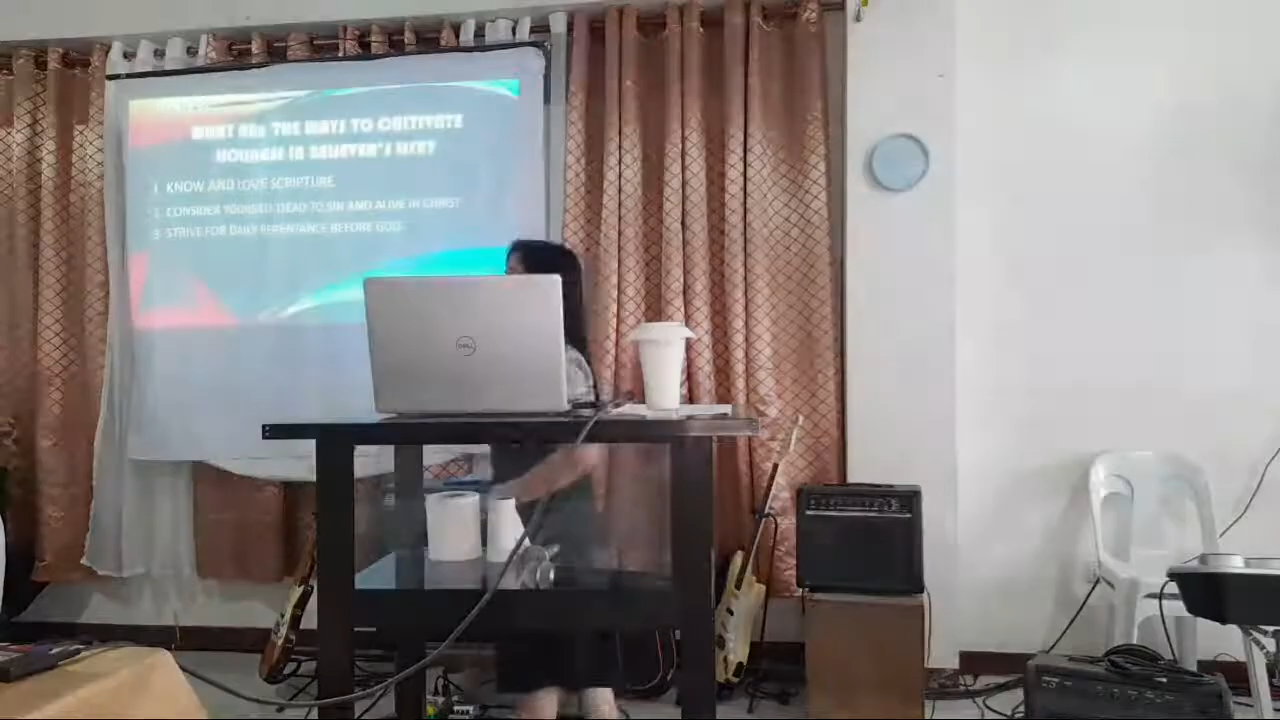 WHAT ARE THE WAYS TO CULTIVATE
HOLINESS IN BELIEVER'S LIFE?
1 KNOW AND LOVE SCRIPTURE
2 CONSIDER YOURSELF DEAD TO SIN AND ALIVE IN CHRIST
3 STRIVE FOR DAILY REPENTANCE BEFORE GOD.
DELL